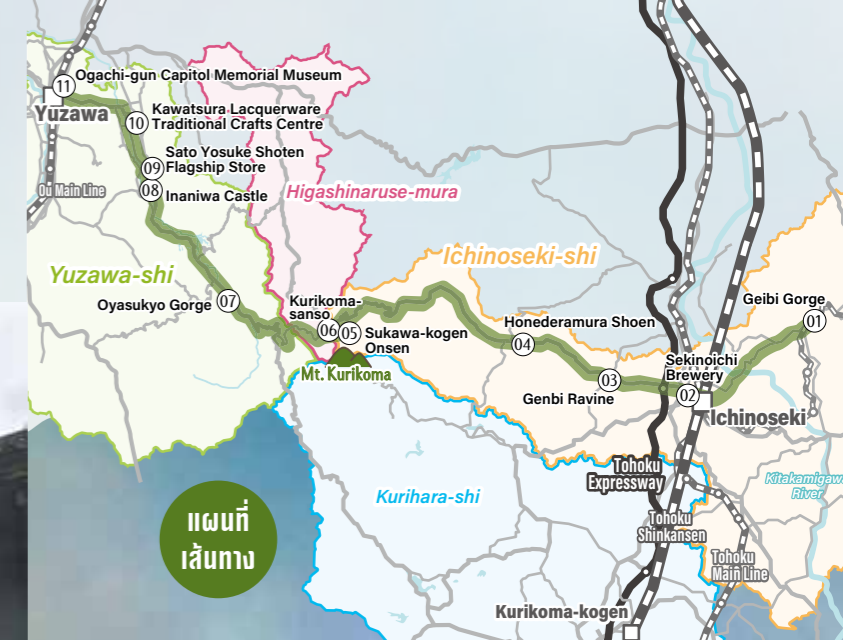 11
Ogachi-gun Capitol Memorial Museum
Yuzawa
10
Kawatsura Lacquerware
Traditional Crafts Centre
09
Sato Yosuke Shoten
Flagship Store
08
Inaniwa Castle
Ou Main Line
Higashinaruse-mura
Yuzawa-shi
Ichinoseki-shi
Oyasukyo Gorge
07
Kurikoma-
sanso
06
05
Sukawa-kogen
Onsen
Mt. Kurikoma
Honederamura Shoen
04
03
Genbi Ravine
Geibi Gorge
01
Sekinoichi
Brewery
02
Ichinoseki
Tohoku
Expressway
Kurihara-shi
Kitakamigawa
River
Tohoku
Shinkansen
Tohoku
Main Line
Kurikoma-kogen
แผนที่
เส้นทาง